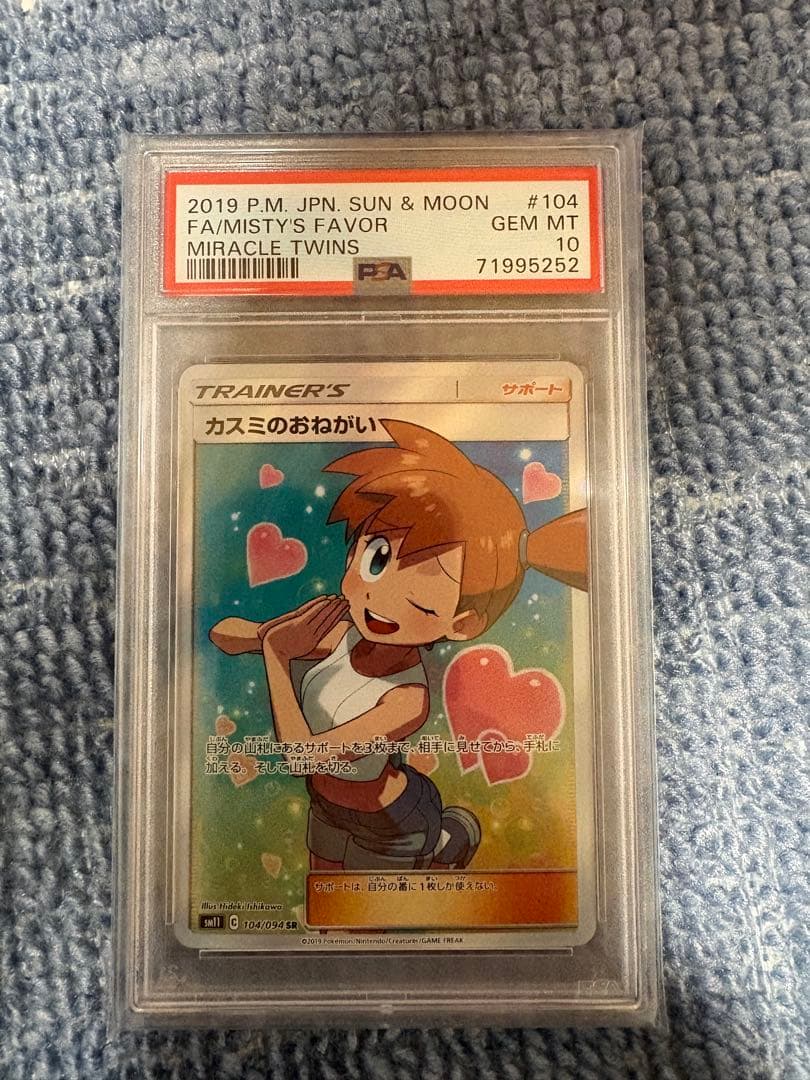 2019 P.M. JPN. SUN & MOON #104
FA/MISTY'S FAVOR GEM MT
MIRACLE TWINS 10
PSA 71995252
TRAINER'S サポート
カスミのおねがい
自分の山札にあるサポートを3枚まで、相手に見せてから、手札に
加える。そして山札を切る。
サポートは、自分の番に1枚しか使えない。
Illus. Hideki Ishikawa
SM11 C 104/094 SR
©2019 Pokémon/Nintendo/Creatures/GAME FREAK